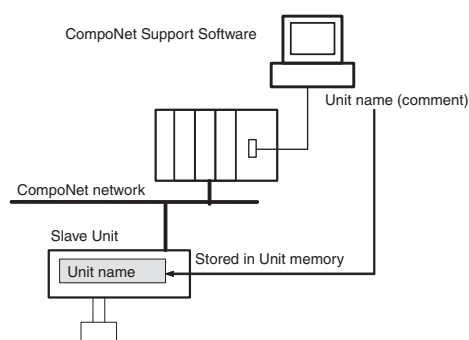 CompoNet Support Software
Unit name (comment)
CompoNet network
Slave Unit
Stored in Unit memory
Unit name